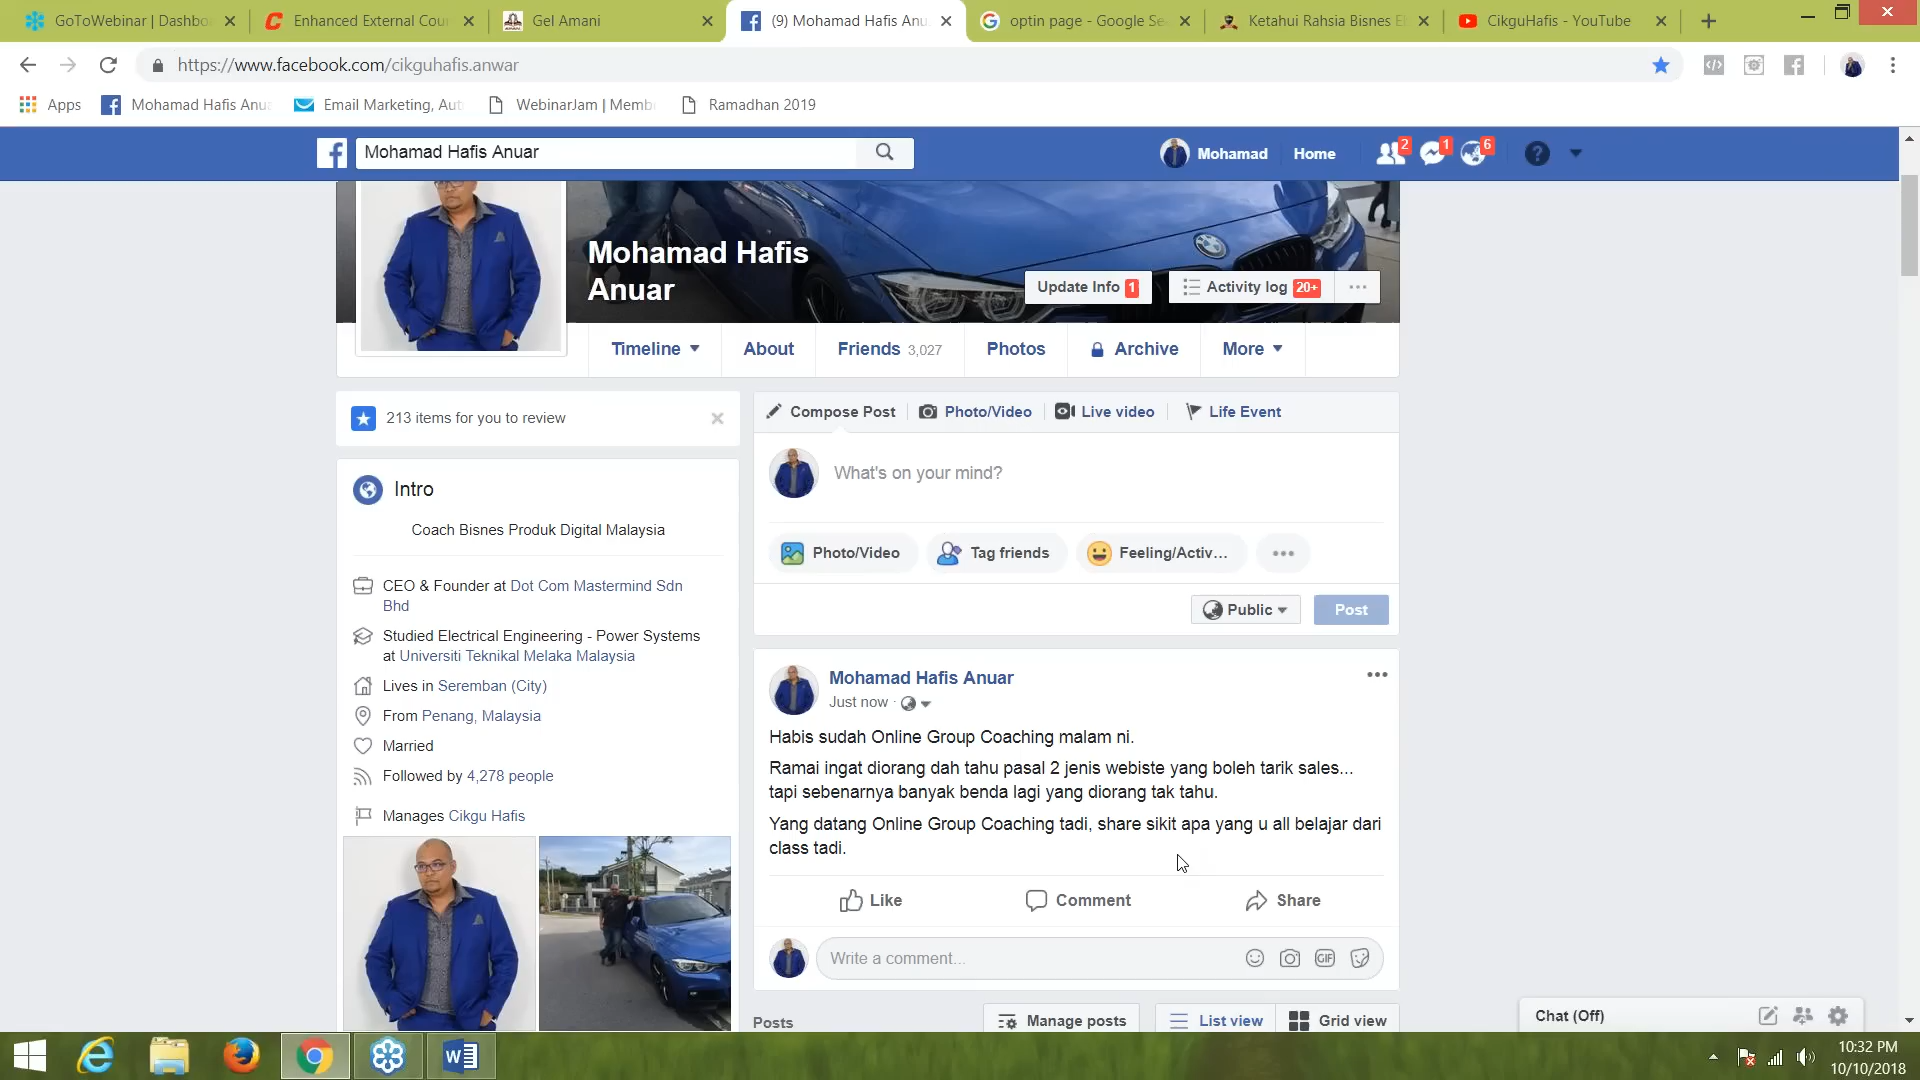 GoToWebinar | Dashbo
Enhanced External Cou
Gel Amani
(9) Mohamad Hafis Anu
optin page - Google Se
Ketahui Rahsia Bisnes E
CikguHafis - YouTube
https://www.facebook.com/cikguhafis.anwar
Apps
Mohamad Hafis Anu
Email Marketing, Aut
WebinarJam | Memb
Ramadhan 2019
Mohamad Hafis Anuar
Mohamad
Home
2
1
6
Mohamad Hafis
Anuar
Update Info 1
Activity log 20+
Timeline
About
Friends 3,027
Photos
Archive
More
213 items for you to review
Compose Post
Photo/Video
Live video
Life Event
What's on your mind?
Photo/Video
Tag friends
Feeling/Activ...
Public
Post
Intro
Coach Bisnes Produk Digital Malaysia
CEO & Founder at Dot Com Mastermind Sdn
Bhd
Studied Electrical Engineering - Power Systems
at Universiti Teknikal Melaka Malaysia
Lives in Seremban (City)
From Penang, Malaysia
Married
Followed by 4,278 people
Manages Cikgu Hafis
Mohamad Hafis Anuar
Just now ·
Habis sudah Online Group Coaching malam ni.
Ramai ingat diorang dah tahu pasal 2 jenis webiste yang boleh tarik sales...
tapi sebenarnya banyak benda lagi yang diorang tak tahu.
Yang datang Online Group Coaching tadi, share sikit apa yang u all belajar dari
class tadi.
Like
Comment
Share
Write a comment...
GIF
Posts
Manage posts
List view
Grid view
Chat (Off)
10:32 PM
10/10/2018